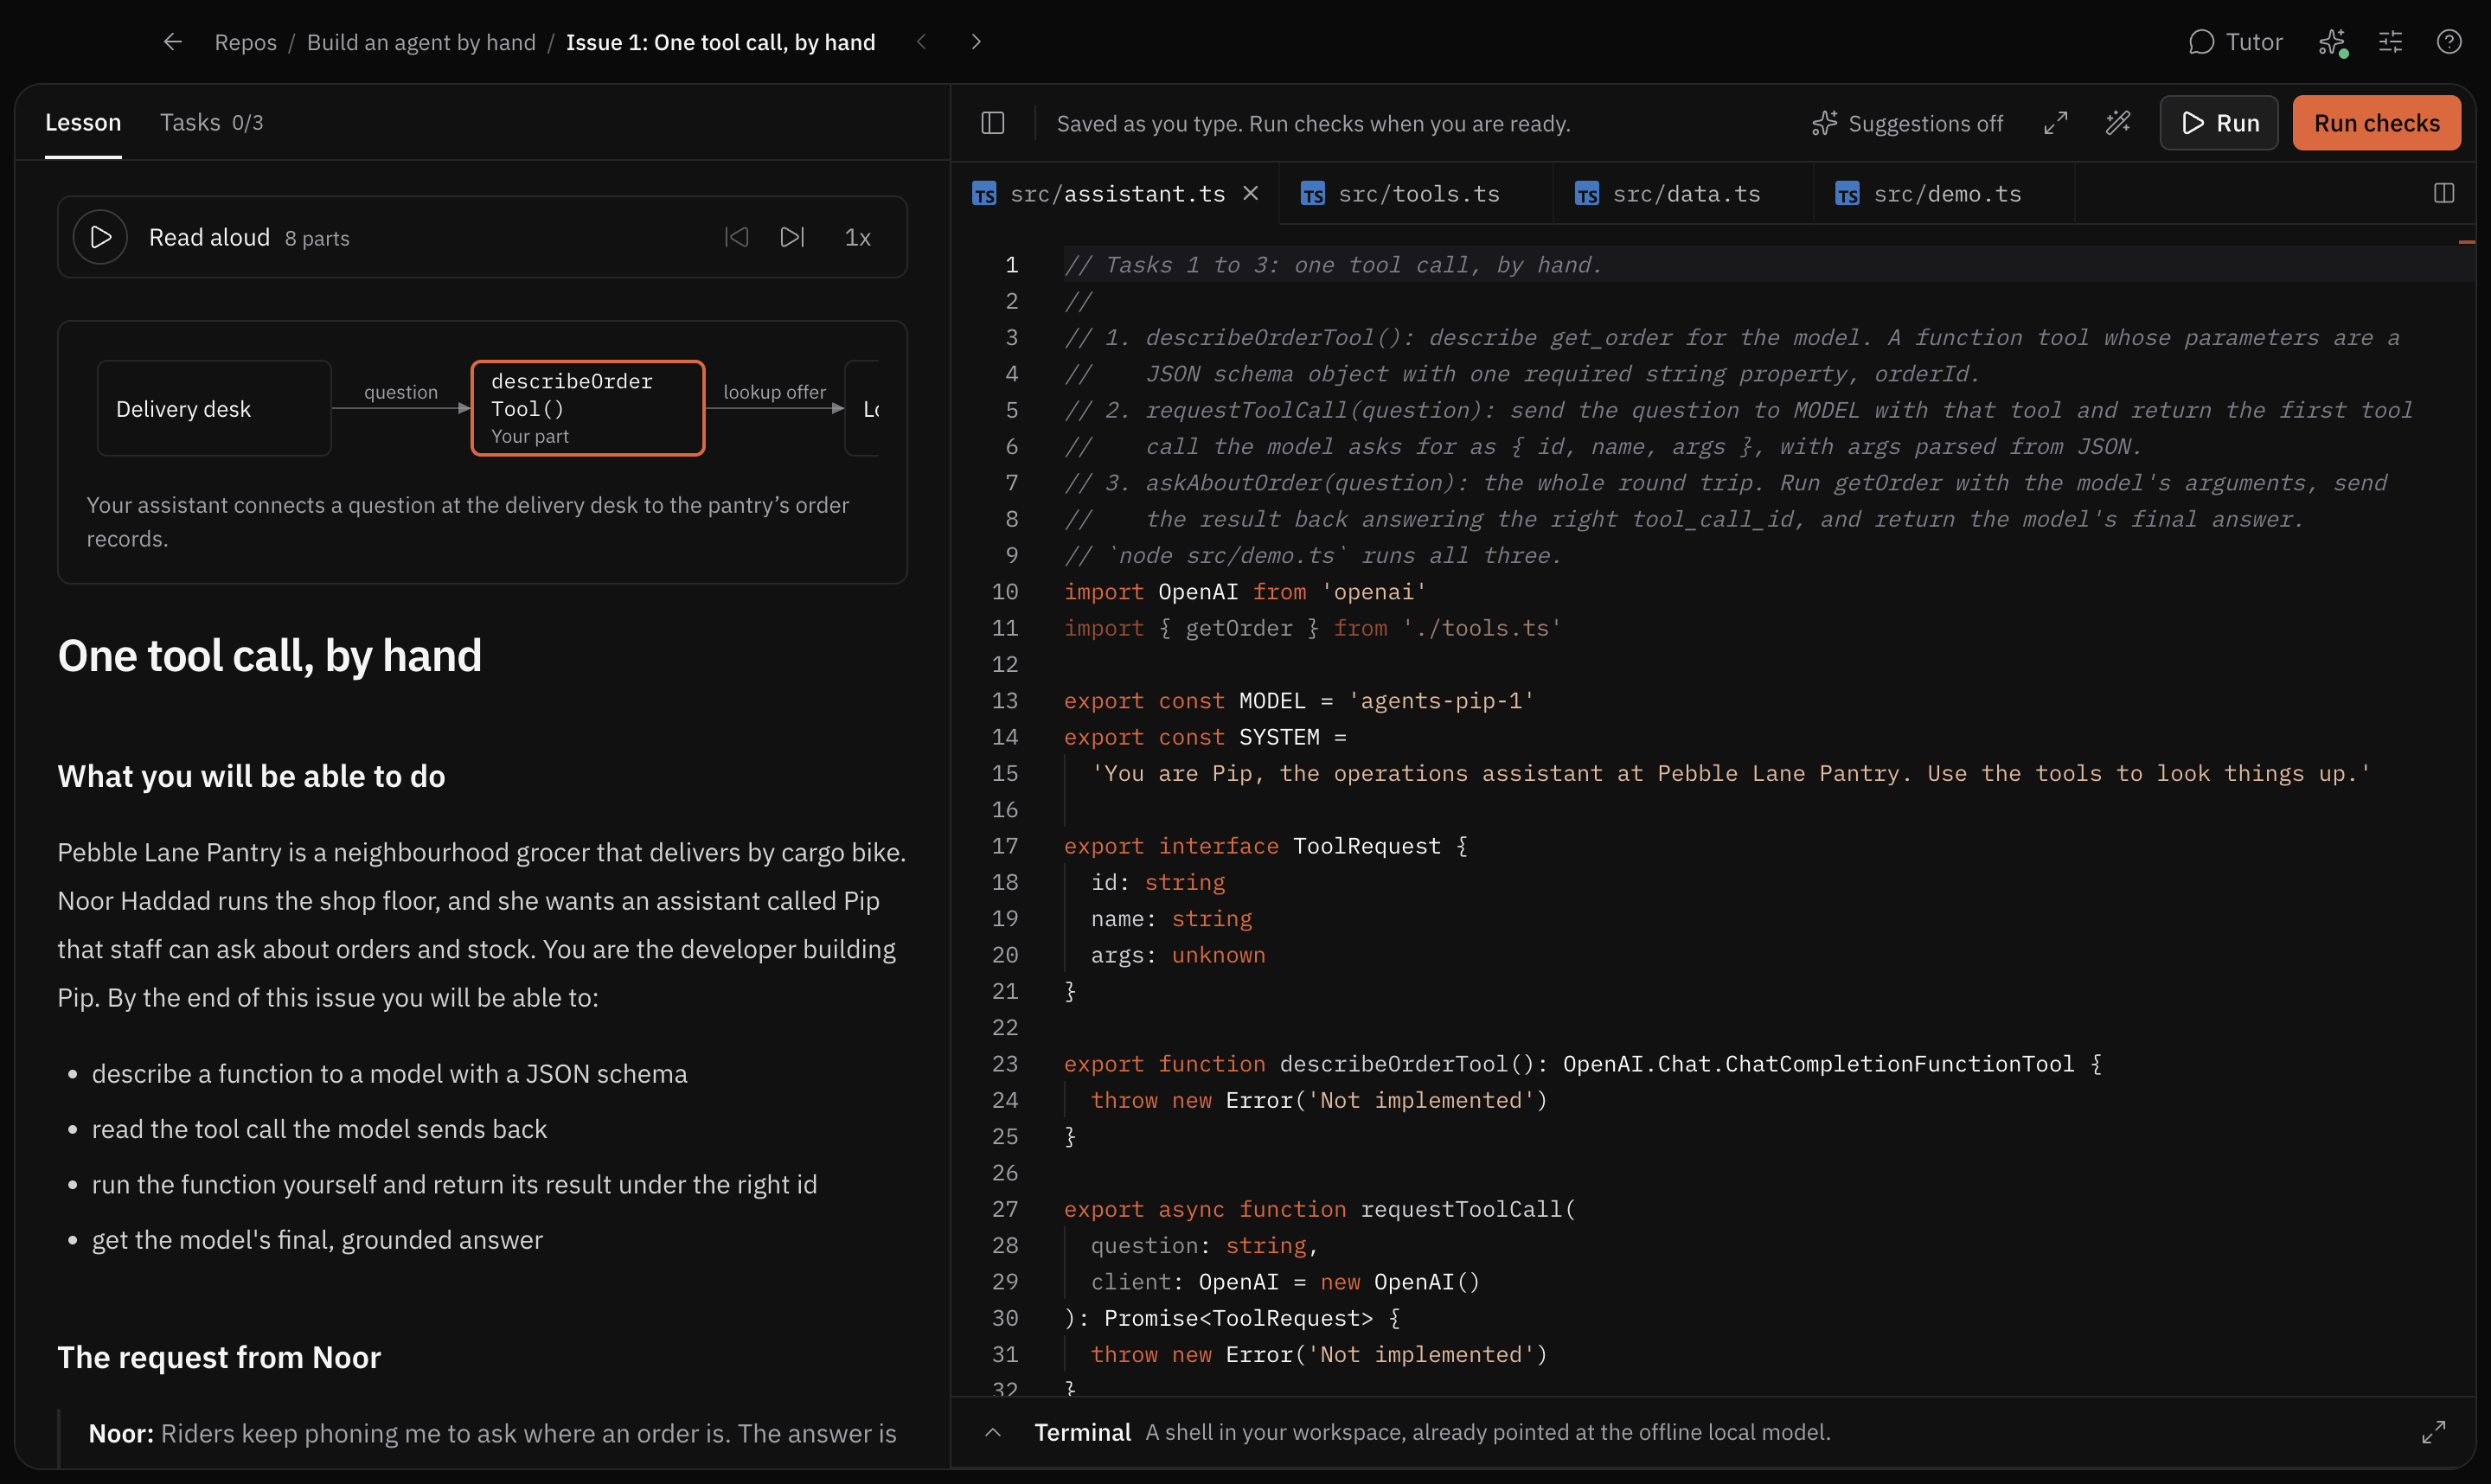 Repos / Build an agent by hand / Issue 1: One tool call, by hand
Tutor
Lesson
Tasks 0/3
Read aloud 8 parts
1x
Delivery desk
question
describeOrder
Tool()
Your part
lookup offer
Your assistant connects a question at the delivery desk to the pantry’s order
records.
One tool call, by hand
What you will be able to do
Pebble Lane Pantry is a neighbourhood grocer that delivers by cargo bike.
Noor Haddad runs the shop floor, and she wants an assistant called Pip
that staff can ask about orders and stock. You are the developer building
Pip. By the end of this issue you will be able to:
• describe a function to a model with a JSON schema
• read the tool call the model sends back
• run the function yourself and return its result under the right id
• get the model's final, grounded answer
The request from Noor
Noor: Riders keep phoning me to ask where an order is. The answer is
Saved as you type. Run checks when you are ready.
Suggestions off
Run
Run checks
TS src/assistant.ts
TS src/tools.ts
TS src/data.ts
TS src/demo.ts
1 // Tasks 1 to 3: one tool call, by hand.
2 //
3 // 1. describeOrderTool(): describe get_order for the model. A function tool whose parameters are a
4 //    JSON schema object with one required string property, orderId.
5 // 2. requestToolCall(question): send the question to MODEL with that tool and return the first tool
6 //    call the model asks for as { id, name, args }, with args parsed from JSON.
7 // 3. askAboutOrder(question): the whole round trip. Run getOrder with the model's arguments, send
8 //    the result back answering the right tool_call_id, and return the model's final answer.
9 // `node src/demo.ts` runs all three.
10 import OpenAI from 'openai'
11 import { getOrder } from './tools.ts'
12
13 export const MODEL = 'agents-pip-1'
14 export const SYSTEM =
15   'You are Pip, the operations assistant at Pebble Lane Pantry. Use the tools to look things up.'
16
17 export interface ToolRequest {
18   id: string
19   name: string
20   args: unknown
21 }
22
23 export function describeOrderTool(): OpenAI.Chat.ChatCompletionFunctionTool {
24   throw new Error('Not implemented')
25 }
26
27 export async function requestToolCall(
28   question: string,
29   client: OpenAI = new OpenAI()
30 ): Promise<ToolRequest> {
31   throw new Error('Not implemented')
32 }
Terminal A shell in your workspace, already pointed at the offline local model.